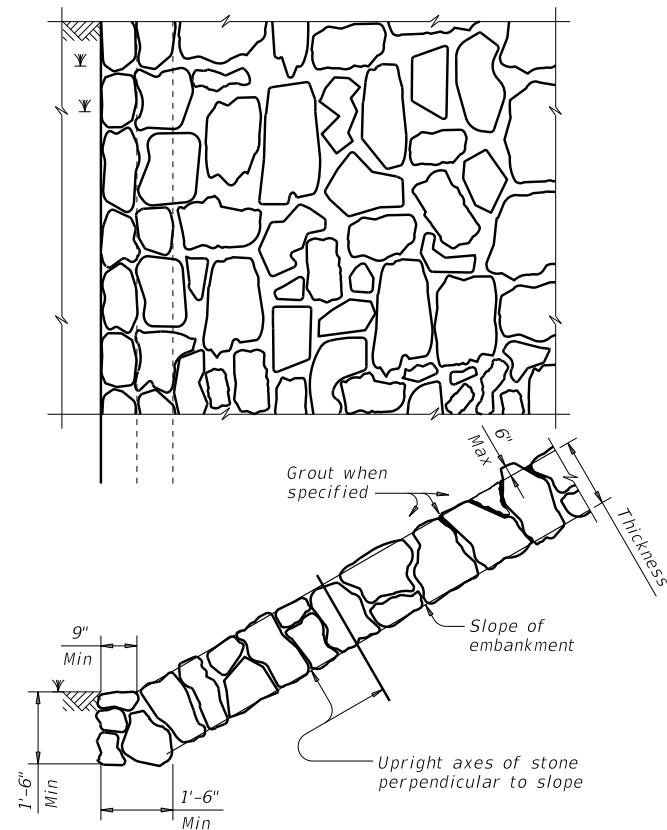 6"
Max
Grout when
specified
Thickness
9"
Min
Slope of
embankment
1'-6"
Min
Upright axes of stone
perpendicular to slope
1'-6"
Min